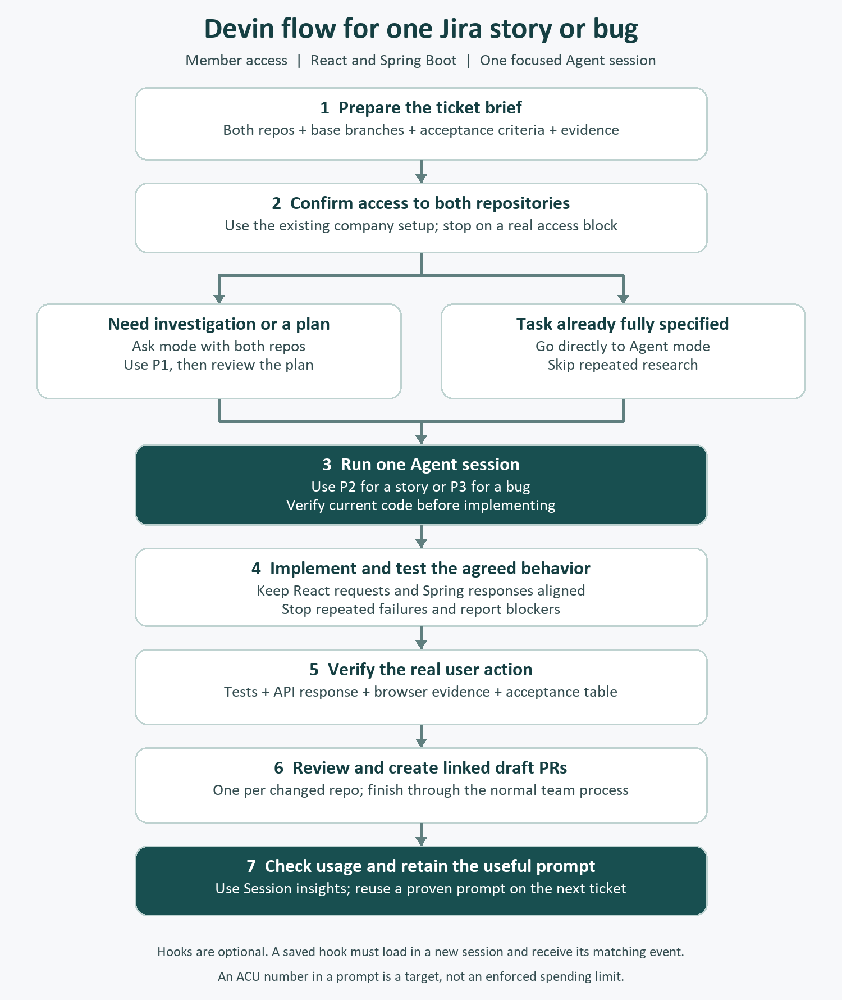 Devin flow for one Jira story or bug
Member access | React and Spring Boot | One focused Agent session
1 Prepare the ticket brief
Both repos + base branches + acceptance criteria + evidence
2 Confirm access to both repositories
Use the existing company setup; stop on a real access block
Need investigation or a plan
Ask mode with both repos
Use P1, then review the plan
Task already fully specified
Go directly to Agent mode
Skip repeated research
3 Run one Agent session
Use P2 for a story or P3 for a bug
Verify current code before implementing
4 Implement and test the agreed behavior
Keep React requests and Spring responses aligned
Stop repeated failures and report blockers
5 Verify the real user action
Tests + API response + browser evidence + acceptance table
6 Review and create linked draft PRs
One per changed repo; finish through the normal team process
7 Check usage and retain the useful prompt
Use Session insights; reuse a proven prompt on the next ticket
Hooks are optional. A saved hook must load in a new session and receive its matching event.
An ACU number in a prompt is a target, not an enforced spending limit.